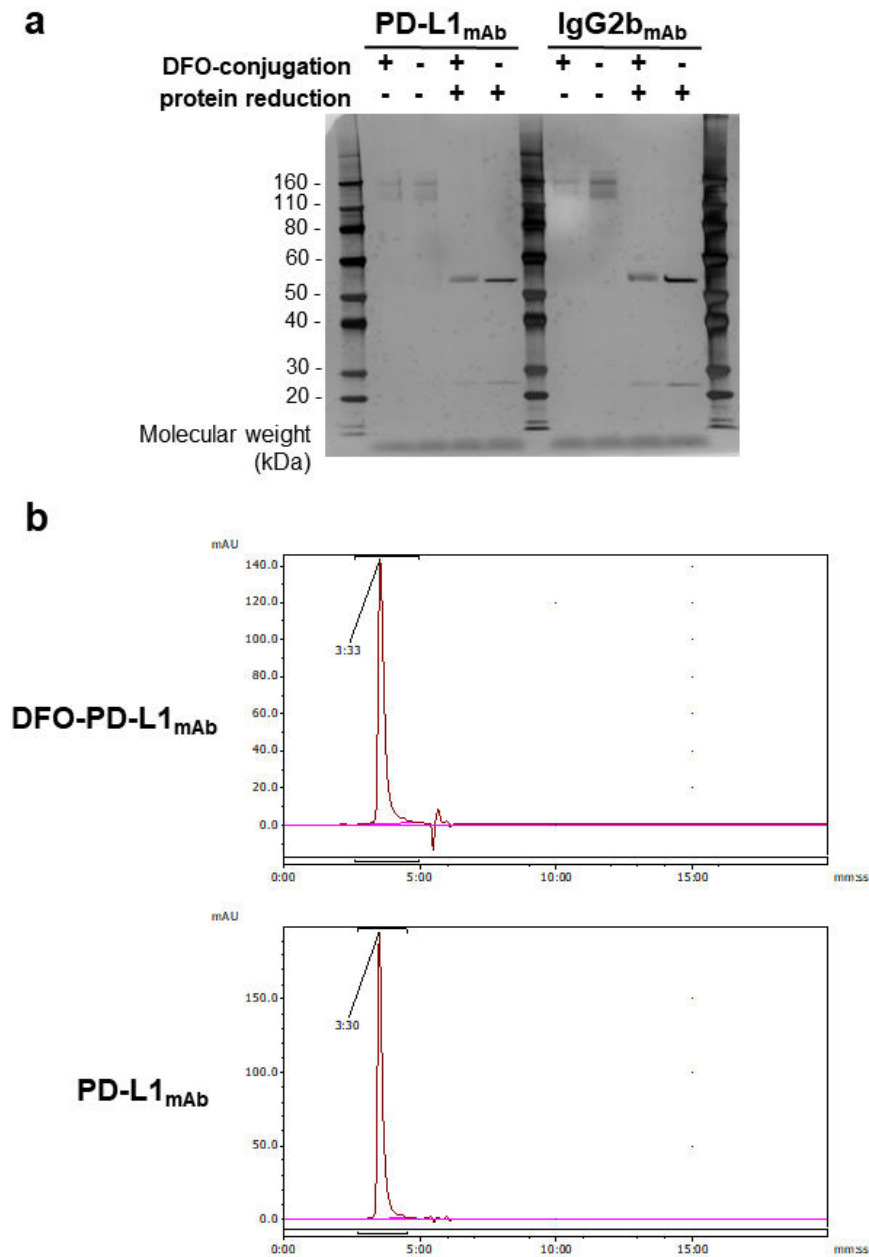 a
PD-L1mAb IgG2bmAb
DFO-conjugation + - + - + - + -
protein reduction - - + + - - + +
160 -
110 -
80 -
60 -
50 -
40 -
30 -
20 -
Molecular weight
(kDa)
b
mAU
140.0
120.0
100.0
80.0
60.0
40.0
20.0
0.0
3:33
DFO-PD-L1mAb
0:00 5:00 10:00 15:00 mm:ss
mAU
150.0
100.0
50.0
0.0
3:30
PD-L1mAb
0:00 5:00 10:00 15:00 mm:ss